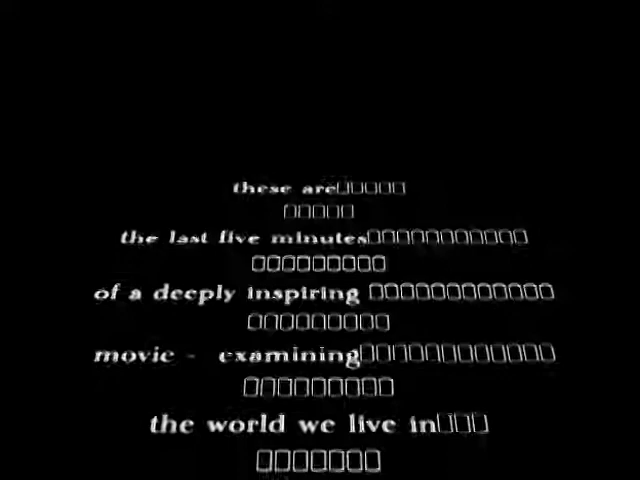 these are▯▯▯▯▯
▯▯▯▯▯
the last five minutes▯▯▯▯▯▯▯▯▯▯▯
▯▯▯▯▯▯▯▯▯
of a deeply inspiring ▯▯▯▯▯▯▯▯▯▯▯▯
▯▯▯▯▯▯▯▯▯
movie - examining▯▯▯▯▯▯▯▯▯▯▯▯
▯▯▯▯▯▯▯▯▯
the world we live in▯▯▯
▯▯▯▯▯▯▯